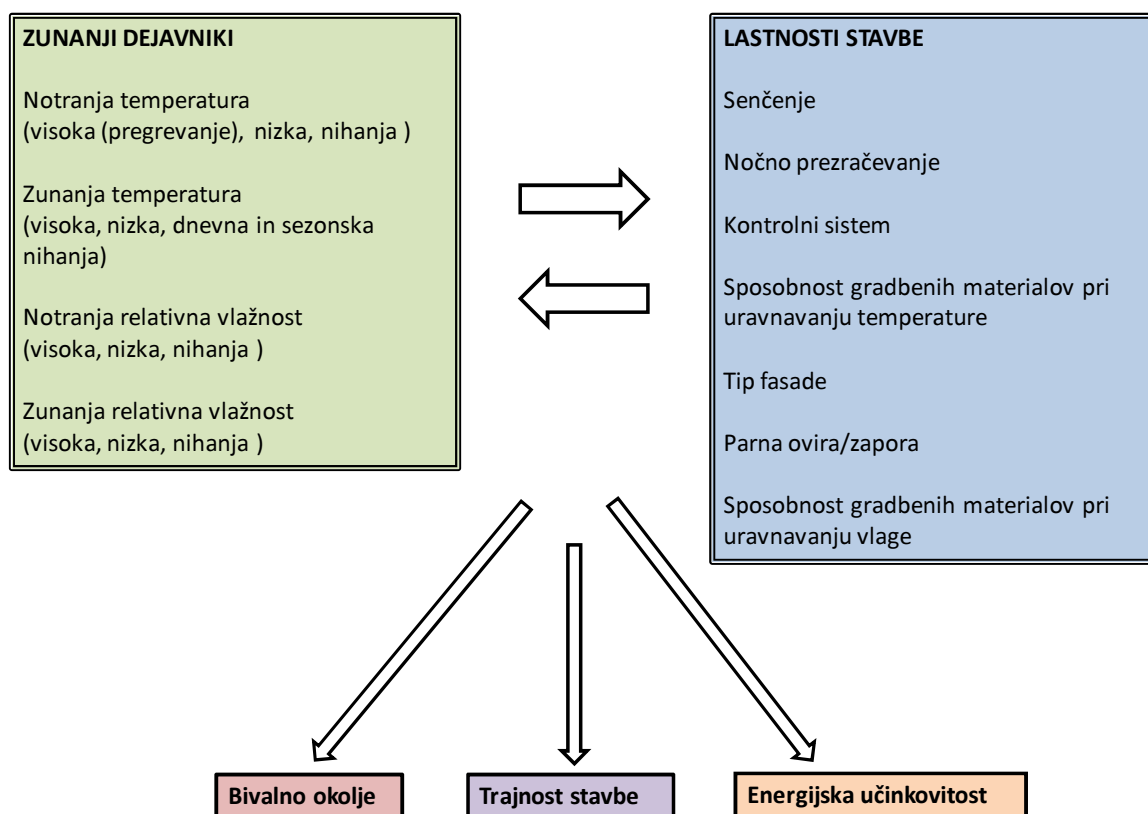 ZUNANJI DEJAVNIKI
Notranja temperatura
(visoka (pregrevanje), nizka, nihanja )
Zunanja temperatura
(visoka, nizka, dnevna in sezonska
nihanja)
Notranja relativna vlažnost
(visoka, nizka, nihanja )
Zunanja relativna vlažnost
(visoka, nizka, nihanja )
LASTNOSTI STAVBE
Senčenje
Nočno prezračevanje
Kontrolni sistem
Sposobnost gradbenih materialov pri
uravnavanju temperature
Tip fasade
Parna ovira/zapora
Sposobnost gradbenih materialov pri
uravnavanju vlage
Bivalno okolje
Trajnost stavbe
Energijska učinkovitost